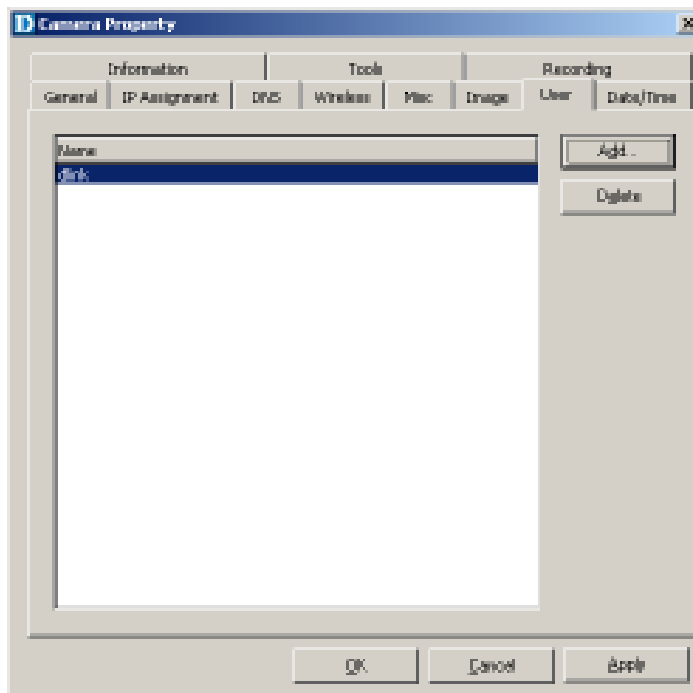 Camera Property
Information Tools Recording
General IP Assignment DNS Wireless Misc Image User Date/Time
Name
Add...
dlink
Delete
OK Cancel Apply